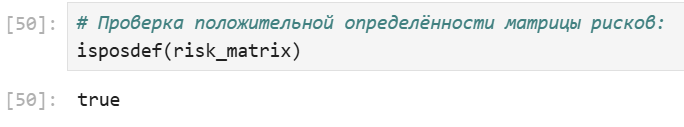 [50]: # Проверка положительной определённости матрицы рисков:
isposdef(risk_matrix)
[50]: true